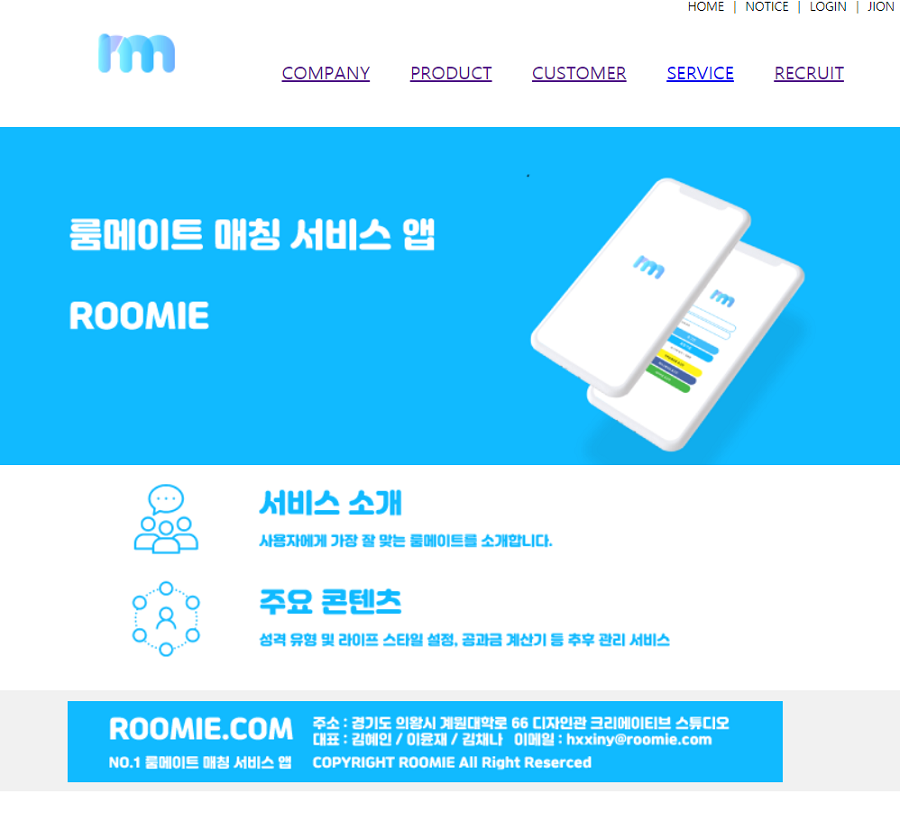 HOME | NOTICE | LOGIN | JION
rm
COMPANY PRODUCT CUSTOMER SERVICE RECRUIT
룸메이트 매칭 서비스 앱
ROOMIE
rm
rm
서비스 소개
사용자에게 가장 잘 맞는 룸메이트를 소개합니다.
주요 콘텐츠
성격 유형 및 라이프 스타일 설정, 공과금 계산기 등 추후 관리 서비스
ROOMIE.COM
NO.1 룸메이트 매칭 서비스 앱
주소 : 경기도 의왕시 계원대학로 66 디자인관 크리에이티브 스튜디오
대표 : 김혜인 / 이윤재 / 김채나 이메일 : hxxiny@roomie.com
COPYRIGHT ROOMIE All Right Reserced